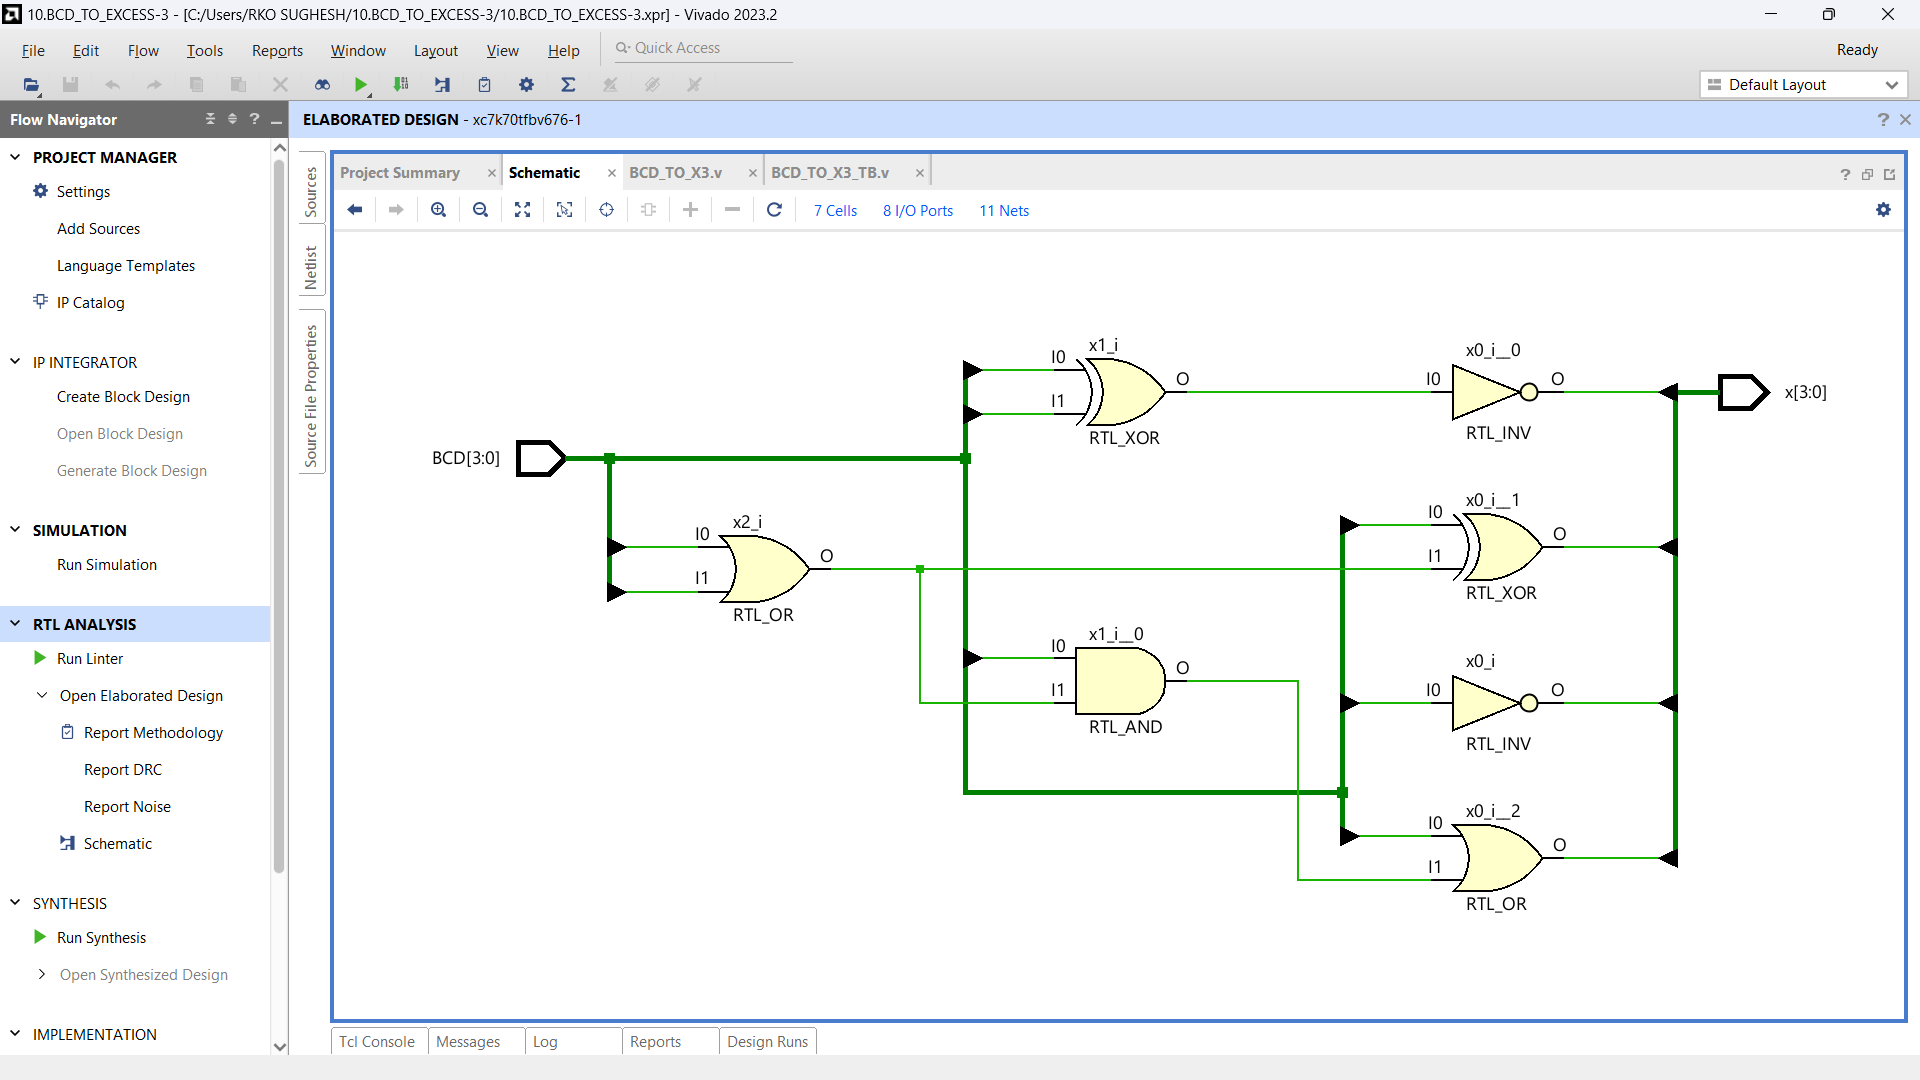 10.BCD_TO_EXCESS-3 - [C:/Users/RKO SUGHESH/10.BCD_TO_EXCESS-3/10.BCD_TO_EXCESS-3.xpr] - Vivado 2023.2
File Edit Flow Tools Reports Window Layout View Help Quick Access Ready
Default Layout
Flow Navigator
PROJECT MANAGER
Settings
Add Sources
Language Templates
IP Catalog
IP INTEGRATOR
Create Block Design
Open Block Design
Generate Block Design
SIMULATION
Run Simulation
RTL ANALYSIS
Run Linter
Open Elaborated Design
Report Methodology
Report DRC
Report Noise
Schematic
SYNTHESIS
Run Synthesis
Open Synthesized Design
IMPLEMENTATION
ELABORATED DESIGN - xc7k70tfbv676-1
Sources
Netlist
Source File Properties
Project Summary Schematic BCD_TO_X3.v BCD_TO_X3_TB.v
7 Cells 8 I/O Ports 11 Nets
BCD[3:0]
x2_i
I0
I1
O
RTL_OR
x1_i
I0
I1
O
RTL_XOR
x1_i__0
I0
I1
O
RTL_AND
x0_i__0
I0
O
RTL_INV
x0_i__1
I0
I1
O
RTL_XOR
x0_i
I0
O
RTL_INV
x0_i__2
I0
I1
O
RTL_OR
x[3:0]
Tcl Console Messages Log Reports Design Runs